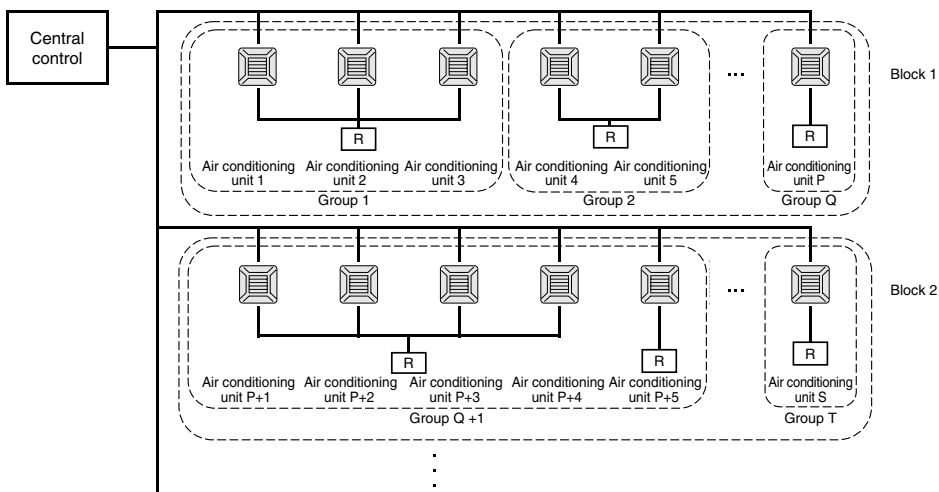 Central
control
Block 1
R
R
R
Air conditioning
unit 1
Air conditioning
unit 2
Air conditioning
unit 3
Air conditioning
unit 4
Air conditioning
unit 5
...
Air conditioning
unit P
Group 1
Group 2
Group Q
Block 2
R
R
R
Air conditioning
unit P+1
Air conditioning
unit P+2
Air conditioning
unit P+3
Air conditioning
unit P+4
Air conditioning
unit P+5
...
Air conditioning
unit S
Group Q +1
Group T